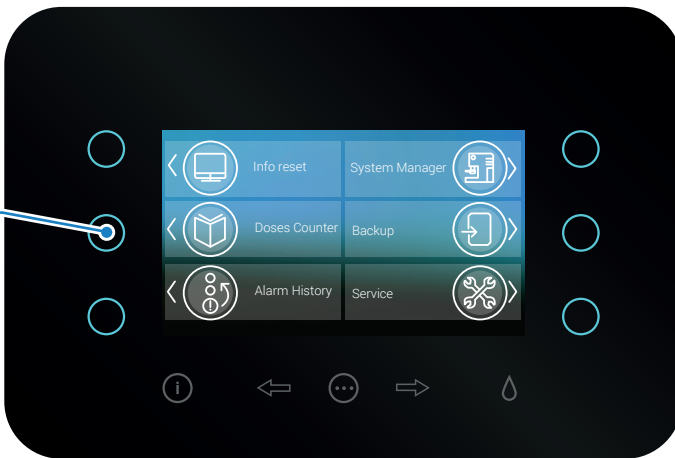 Info reset
System Manager
Doses Counter
Backup
Alarm History
Service